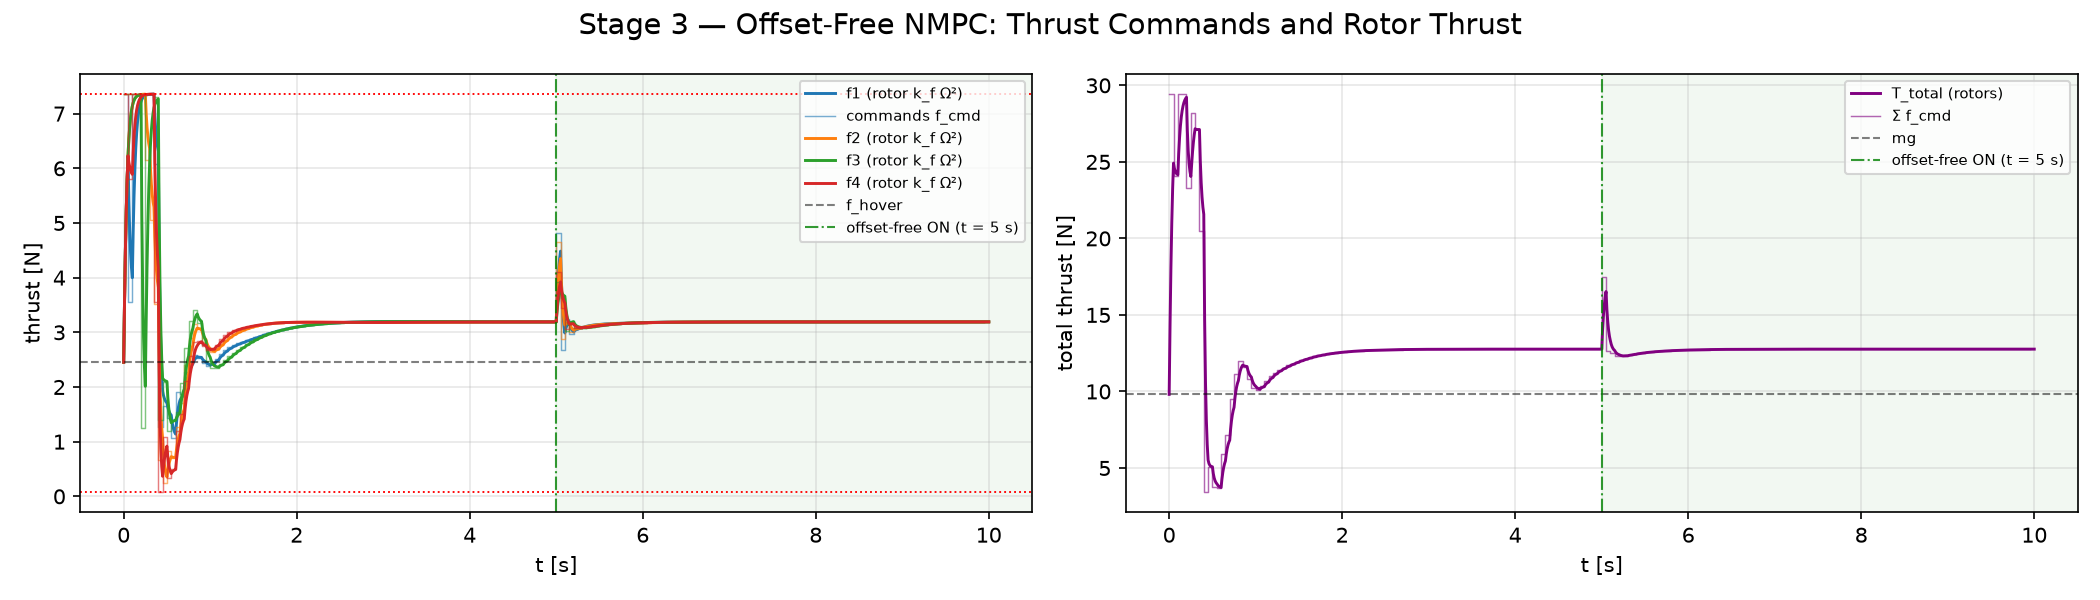 Stage 3 — Offset-Free NMPC: Thrust Commands and Rotor Thrust
thrust [N]
7
6
5
4
3
2
1
0
f1 (rotor k_f Ω²)
commands f_cmd
f2 (rotor k_f Ω²)
f3 (rotor k_f Ω²)
f4 (rotor k_f Ω²)
f_hover
offset-free ON (t = 5 s)
0 2 4 6 8 10
t [s]
total thrust [N]
30
25
20
15
10
5
T_total (rotors)
Σ f_cmd
mg
offset-free ON (t = 5 s)
0 2 4 6 8 10
t [s]